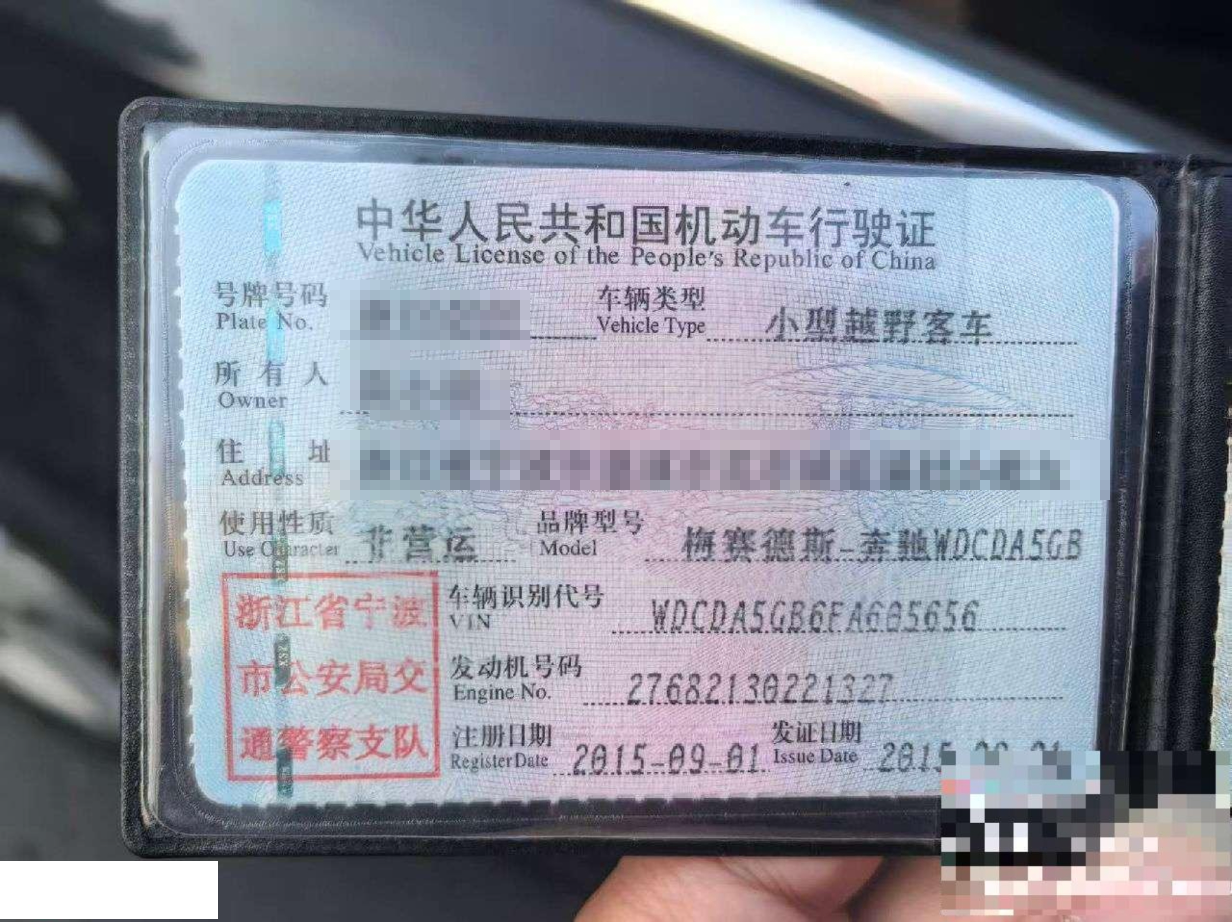 中华人民共和国机动车行驶证
Vehicle License of the People's Republic of China
号牌号码
Plate No.
车辆类型
Vehicle Type
小型越野客车
所有人
Owner
住址
Address
使用性质
Use Character
非营运
品牌型号
Model
梅赛德斯-奔驰WDCDA5GB
浙江省宁波
市公安局交
通警察支队
车辆识别代号
VIN
WDCDA5GB6FA605656
发动机号码
Engine No.
27682130221327
注册日期
Register Date
2015-09-01
发证日期
Issue Date
2015